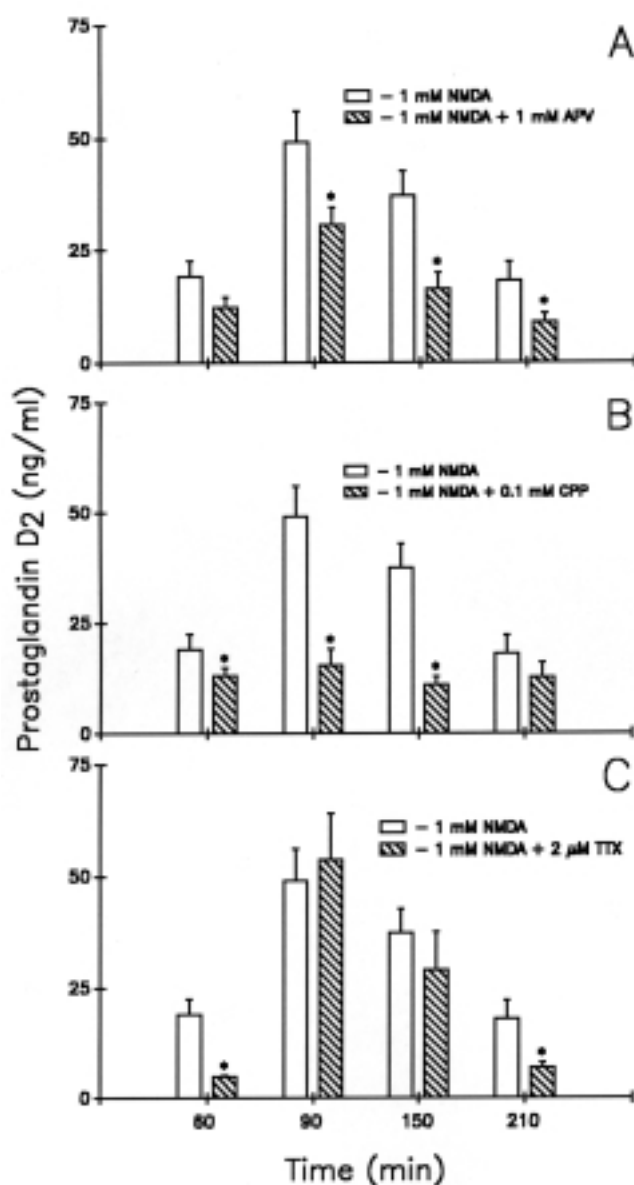 A
75
50
25
0
– 1 mM NMDA
– 1 mM NMDA + 1 mM APV
*
*
*
B
75
50
25
0
– 1 mM NMDA
– 1 mM NMDA + 0.1 mM CPP
*
*
*
Prostaglandin D2 (ng/ml)
C
75
50
25
0
– 1 mM NMDA
– 1 mM NMDA + 2 μM TTX
*
*
60
90
150
210
Time (min)